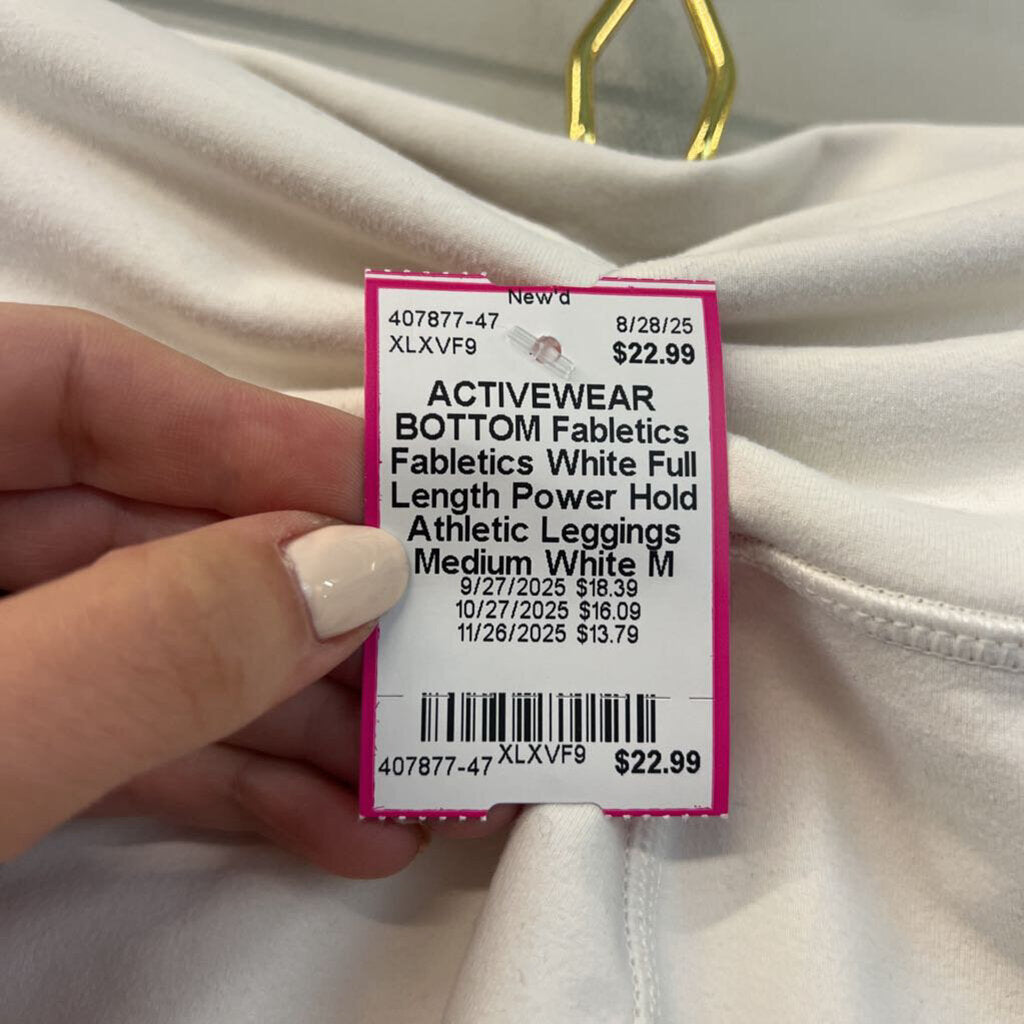 New'd
407877-47 8/28/25
XLXVF9 $22.99
ACTIVEWEAR
BOTTOM Fabletics
Fabletics White Full
Length Power Hold
Athletic Leggings
Medium White M
9/27/2025 $18.39
10/27/2025 $16.09
11/26/2025 $13.79
407877-47 XLXVF9 $22.99